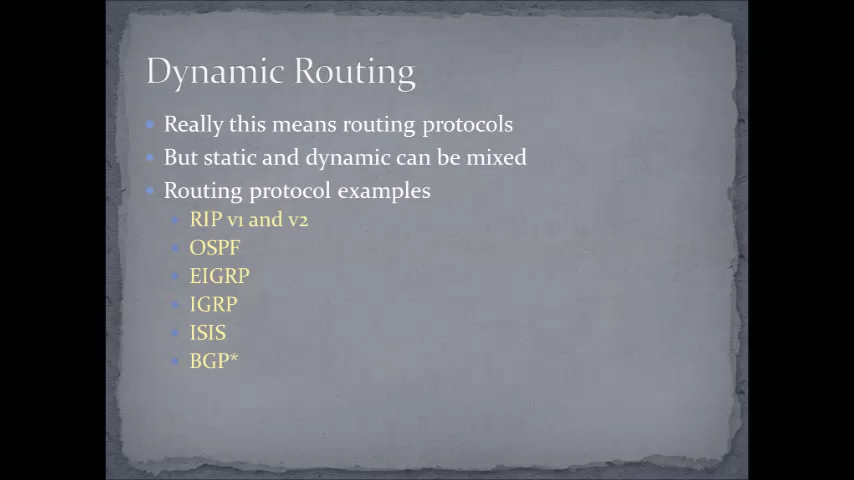 Dynamic Routing
Really this means routing protocols
But static and dynamic can be mixed
Routing protocol examples
RIP v1 and v2
OSPF
EIGRP
IGRP
ISIS
BGP*